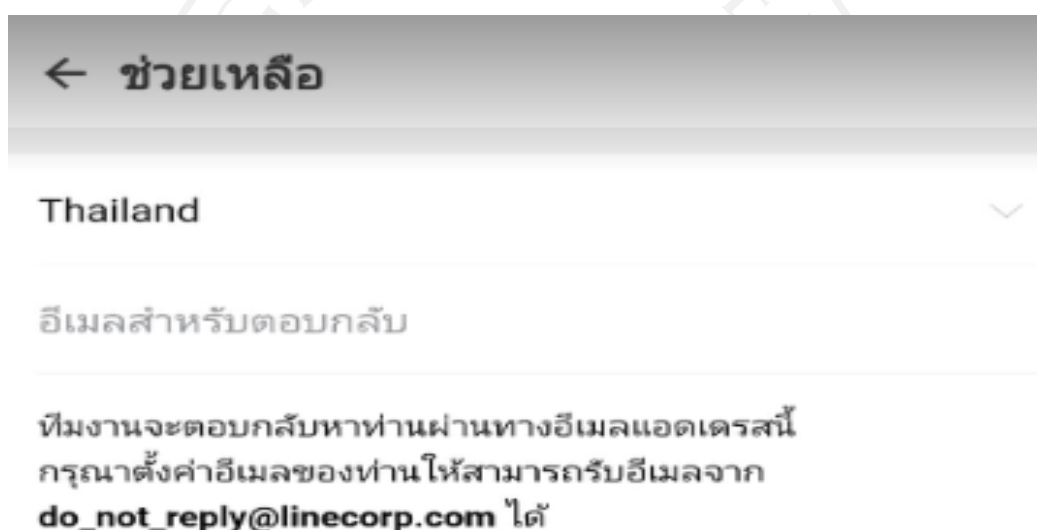 ← ช่วยเหลือ
Thailand
อีเมลสำหรับตอบกลับ
ทีมงานจะตอบกลับหาท่านผ่านทางอีเมลแอดเดรสนี้
กรุณาตั้งค่าอีเมลของท่านให้สามารถรับอีเมลจาก
do_not_reply@linecorp.com ได้